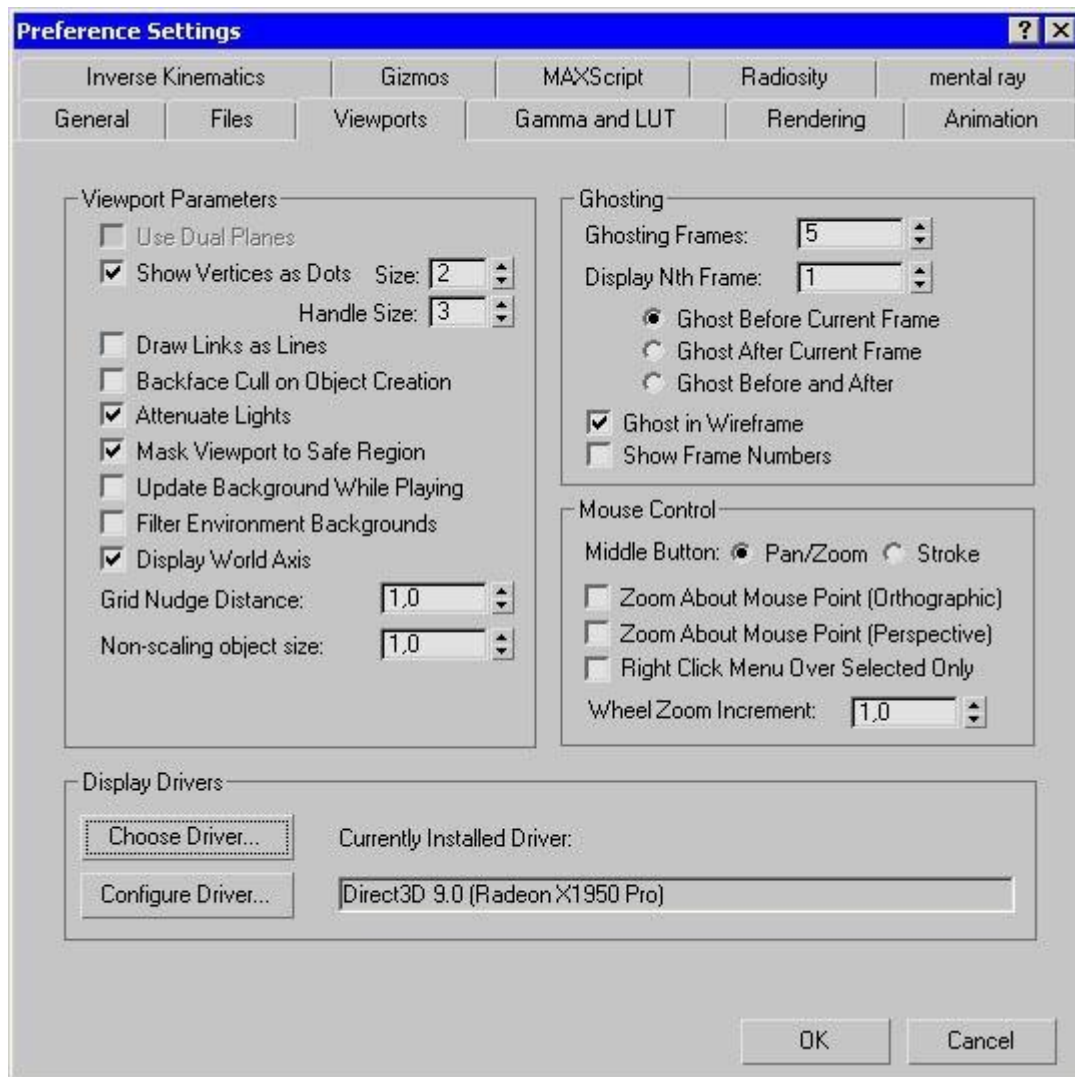 Preference Settings
Inverse Kinematics Gizmos MAXScript Radiosity mental ray
General Files Viewports Gamma and LUT Rendering Animation
Viewport Parameters
Use Dual Planes
Show Vertices as Dots Size: 2
Handle Size: 3
Draw Links as Lines
Backface Cull on Object Creation
Attenuate Lights
Mask Viewport to Safe Region
Update Background While Playing
Filter Environment Backgrounds
Display World Axis
Grid Nudge Distance: 1,0
Non-scaling object size: 1,0
Ghosting
Ghosting Frames: 5
Display Nth Frame: 1
Ghost Before Current Frame
Ghost After Current Frame
Ghost Before and After
Ghost in Wireframe
Show Frame Numbers
Mouse Control
Middle Button: Pan/Zoom Stroke
Zoom About Mouse Point (Orthographic)
Zoom About Mouse Point (Perspective)
Right Click Menu Over Selected Only
Wheel Zoom Increment: 1,0
Display Drivers
Choose Driver... Currently Installed Driver:
Configure Driver... Direct3D 9.0 (Radeon X1950 Pro)
OK Cancel